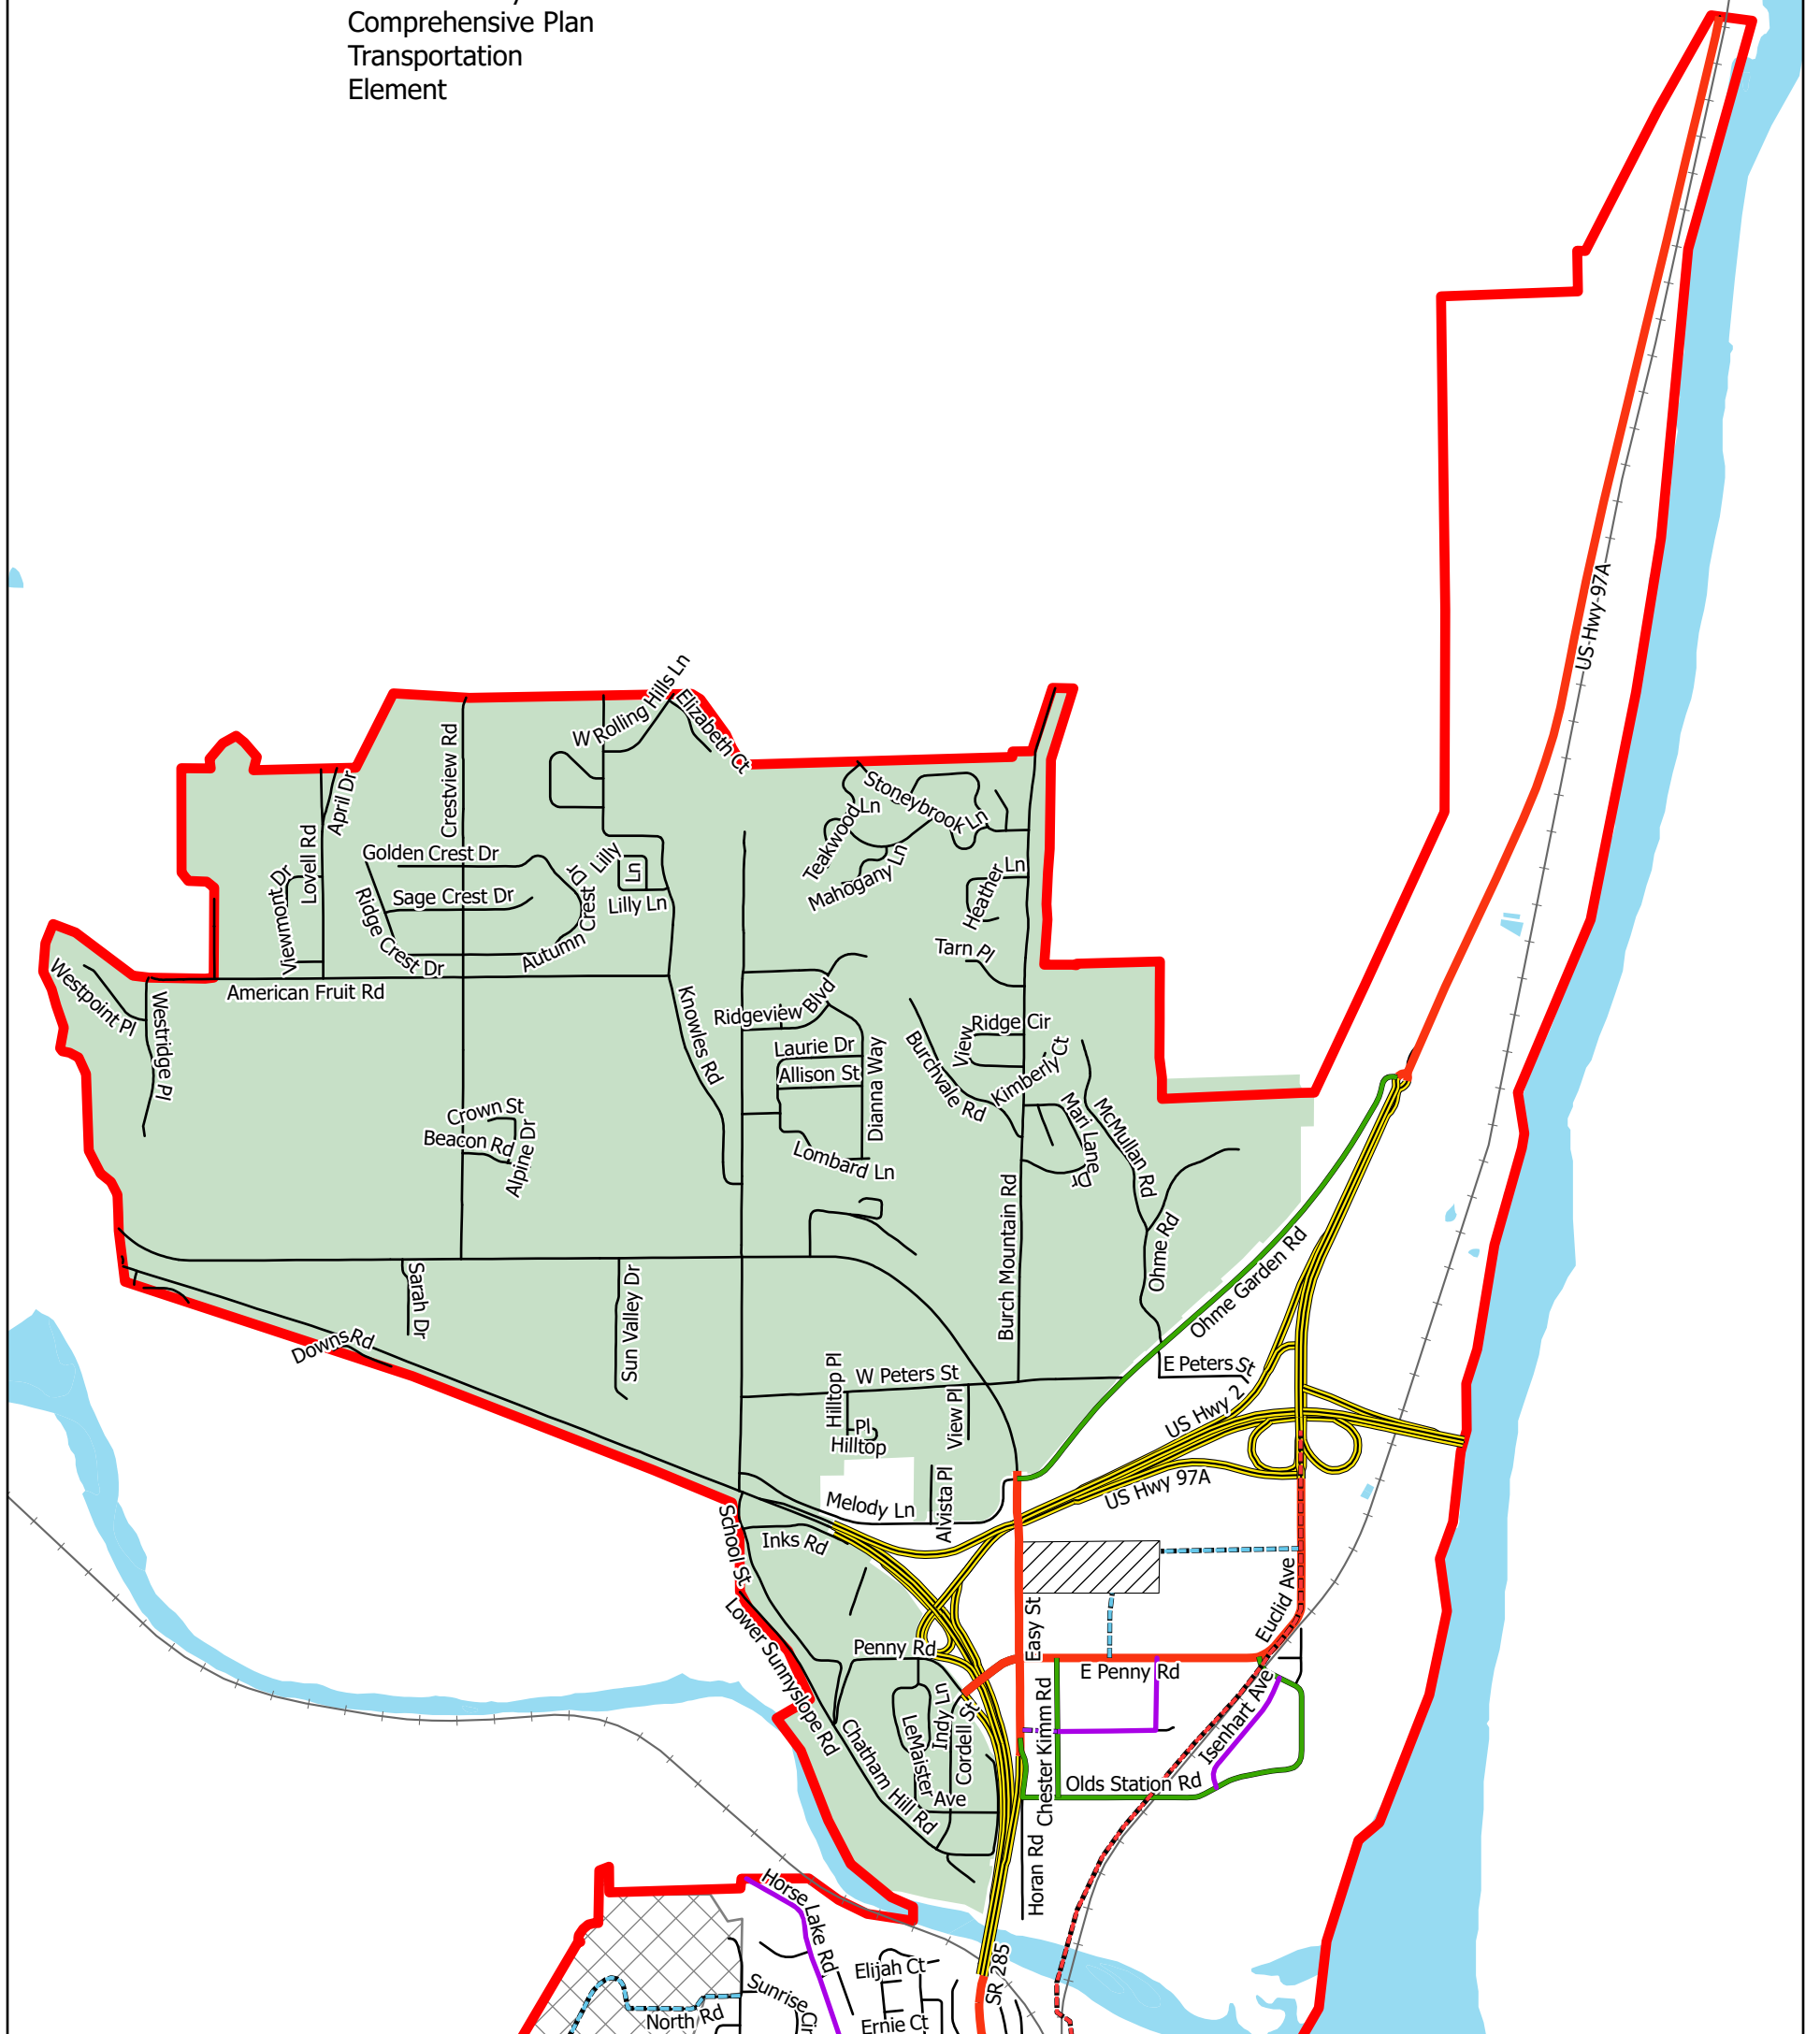 Comprehensive Plan
Transportation
Element
US Hwy 97A
W Rolling Hills Ln
Elizabeth Ct
Crestview Rd
April Dr
Lovell Rd
Viewmont Dr
Golden Crest Dr
Sage Crest Dr
Ridge Crest Dr
Autumn Crest Dr
Lilly Ln
Lilly Ln
Stoneybrook Ln
Teakwood Ln
Mahogany Ln
Heather Ln
Tarn Pl
Westpoint Pl
Westridge Pl
American Fruit Rd
Knowles Rd
Ridgeview Blvd
Laurie Dr
Allison St
Dianna Way
Lombard Ln
Burchvale Rd
View Ridge Cir
Kimberly Ct
Mari Lane Dr
McMullan Rd
Crown St
Beacon Rd
Alpine Dr
Burch Mountain Rd
Ohme Rd
Ohme Garden Rd
Sarah Dr
Sun Valley Dr
Downs Rd
W Peters St
E Peters St
Hilltop Pl
Hilltop Pl
View Pl
US Hwy 2
US Hwy 97A
Melody Ln
Alvista Pl
School St
Inks Rd
Lower Sunnyslope Rd
Penny Rd
Easy St
Euclid Ave
E Penny Rd
Chester Kimm Rd
Indy Ln
Cordell St
LeMaister Ave
Isenhart Ave
Olds Station Rd
Chatham Hill Rd
Horan Rd
Horse Lake Rd
SR 285
Elijah Ct
Sunrise Cir
North Rd
Ernie Ct